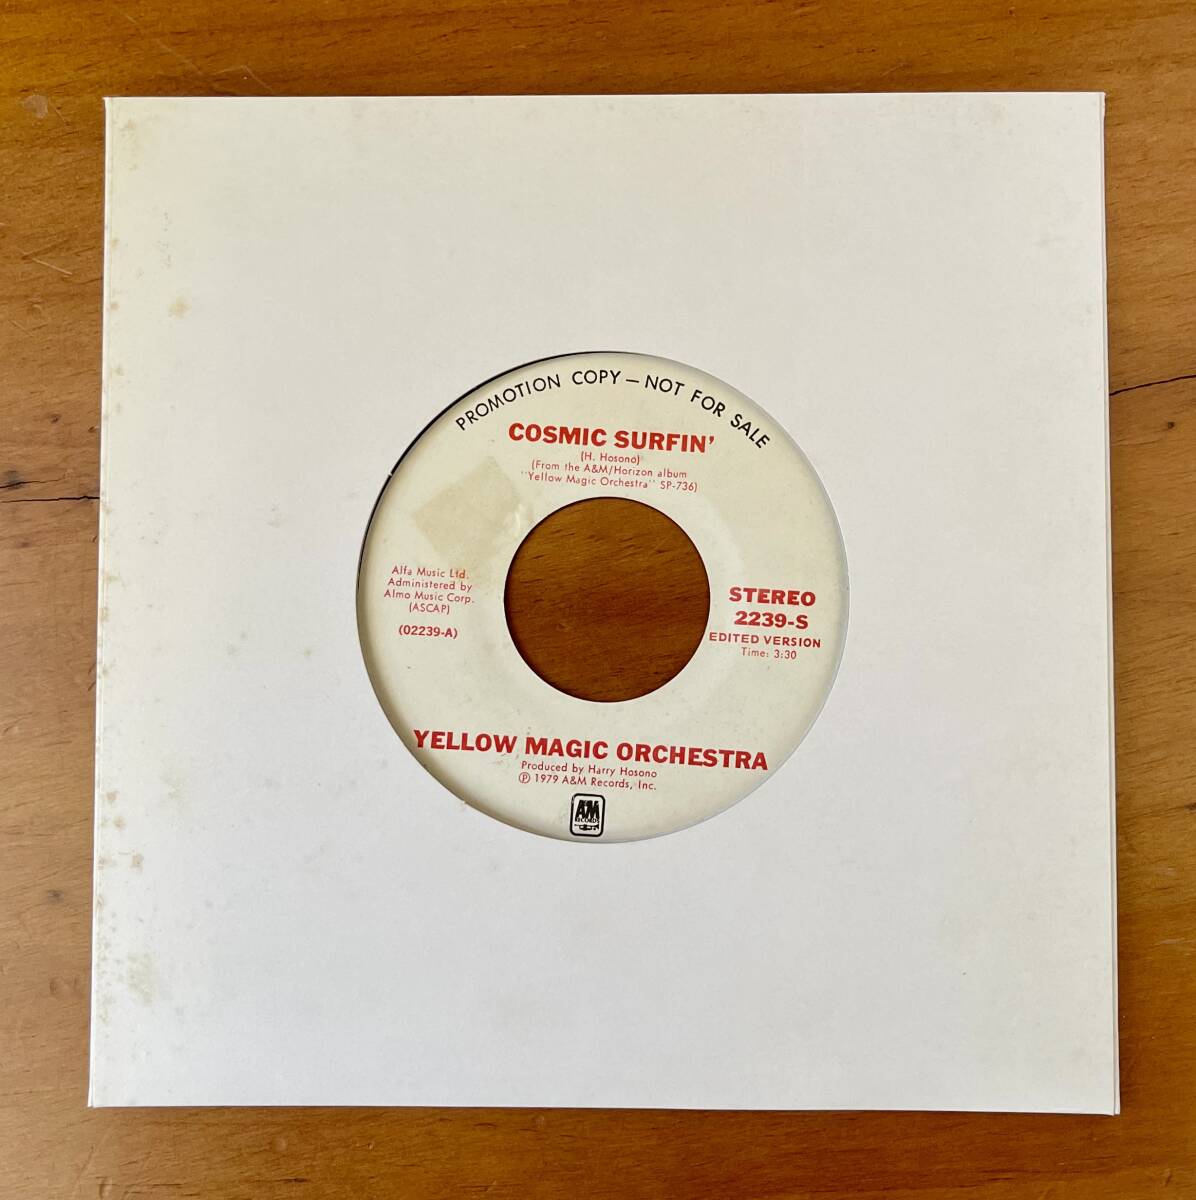 PROMOTION COPY — NOT FOR SALE
COSMIC SURFIN'
(H. Hosono)
(From the A&M/Horizon album
"Yellow Magic Orchestra" SP-736)
Alfa Music Ltd.
Administered by
Almo Music Corp.
(ASCAP)
(02239-A)
STEREO
2239-S
EDITED VERSION
Time: 3:30
YELLOW MAGIC ORCHESTRA
Produced by Harry Hosono
℗ 1979 A&M Records, Inc.
A&M
RECORDS